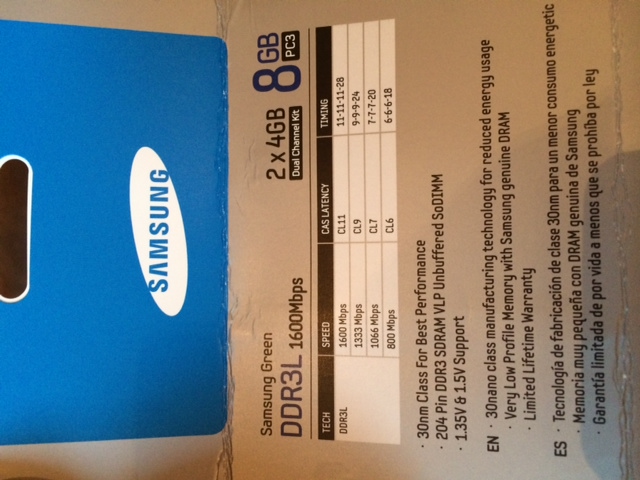 SAMSUNG
Samsung Green
DDR3L 1600Mbps
2 x 4GB
Dual Channel Kit
8GB
PC3
TECH SPEED CAS LATENCY TIMING
DDR3L 1600 Mbps CL11 11-11-11-28
1333 Mbps CL9 9-9-9-24
1066 Mbps CL7 7-7-7-20
800 Mbps CL6 6-6-6-18
· 30nm Class For Best Performance
· 204 Pin DDR3 SDRAM VLP Unbuffered SoDIMM
· 1.35V & 1.5V Support
EN · 30nano class manufacturing technology for reduced energy usage
· Very Low Profile Memory with Samsung genuine DRAM
· Limited Lifetime Warranty
ES · Tecnología de fabricación de clase 30nm para un menor consumo energetic
· Memoria muy pequeña con DRAM genuina de Samsung
· Garantía limitada de por vida a menos que se prohíba por ley